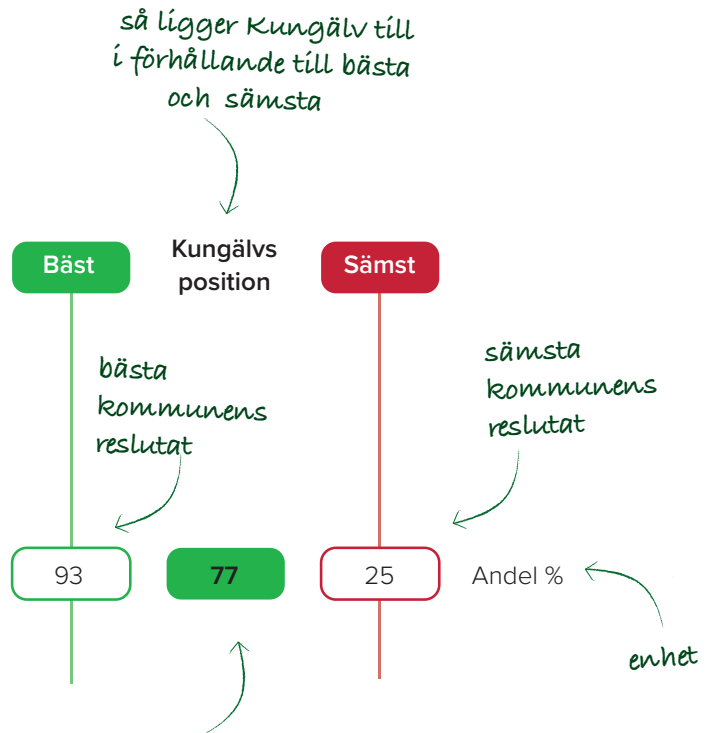 så ligger Kungälv till
i förhållande till bästa
och sämsta
Bäst
Kungälvs
position
Sämst
bästa
kommunens
reslutat
sämsta
kommunens
reslutat
93
77
25
Andel %
enhet